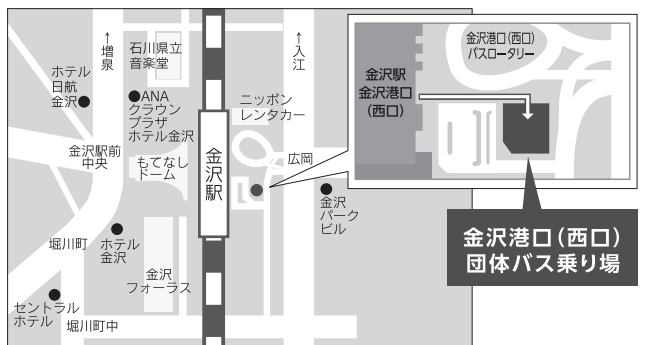 ↑増泉
石川県立
音楽堂
↑入江
ホテル
日航
金沢
ANA
クラウン
プラザ
ホテル金沢
ニッポン
レンタカー
金沢駅前
中央
もてなし
ドーム
金沢駅
広岡
金沢
パーク
ビル
堀川町
ホテル
金沢
金沢
フォーラス
セントラル
ホテル
堀川町中
金沢港口(西口)
バスロータリー
金沢駅
金沢港口
(西口)
金沢港口(西口)
団体バス乗り場